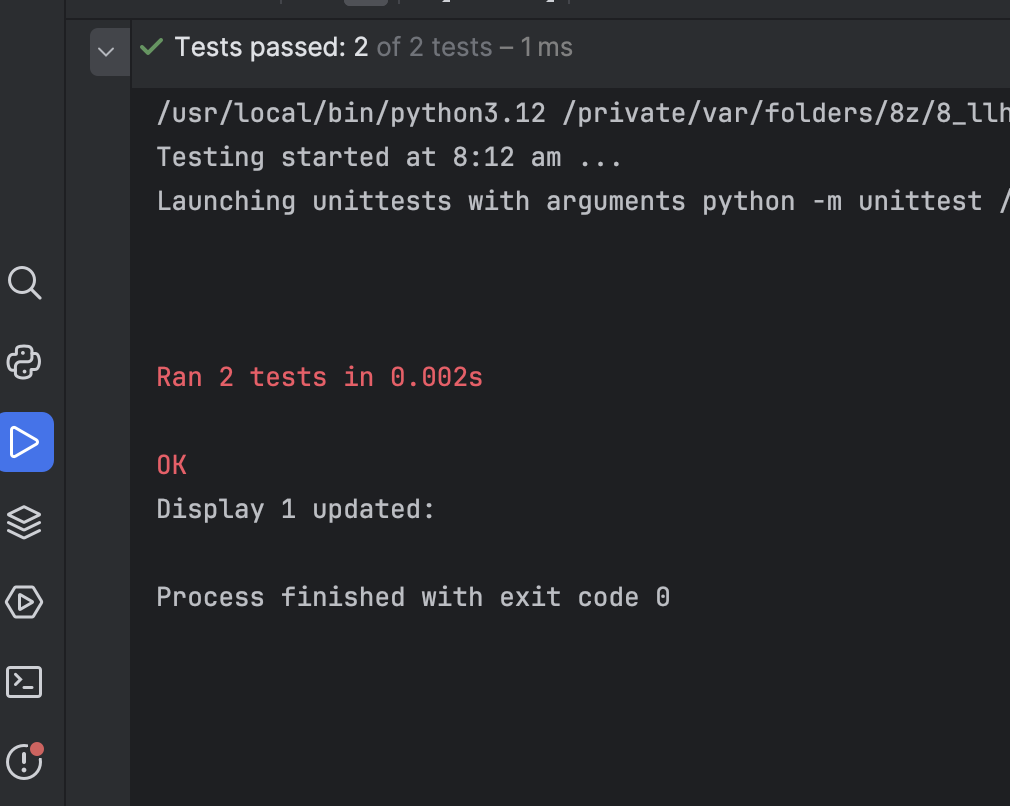 Tests passed: 2 of 2 tests – 1 ms
/usr/local/bin/python3.12 /private/var/folders/8z/8_llh
Testing started at 8:12 am ...
Launching unittests with arguments python -m unittest /
Ran 2 tests in 0.002s
OK
Display 1 updated:
Process finished with exit code 0